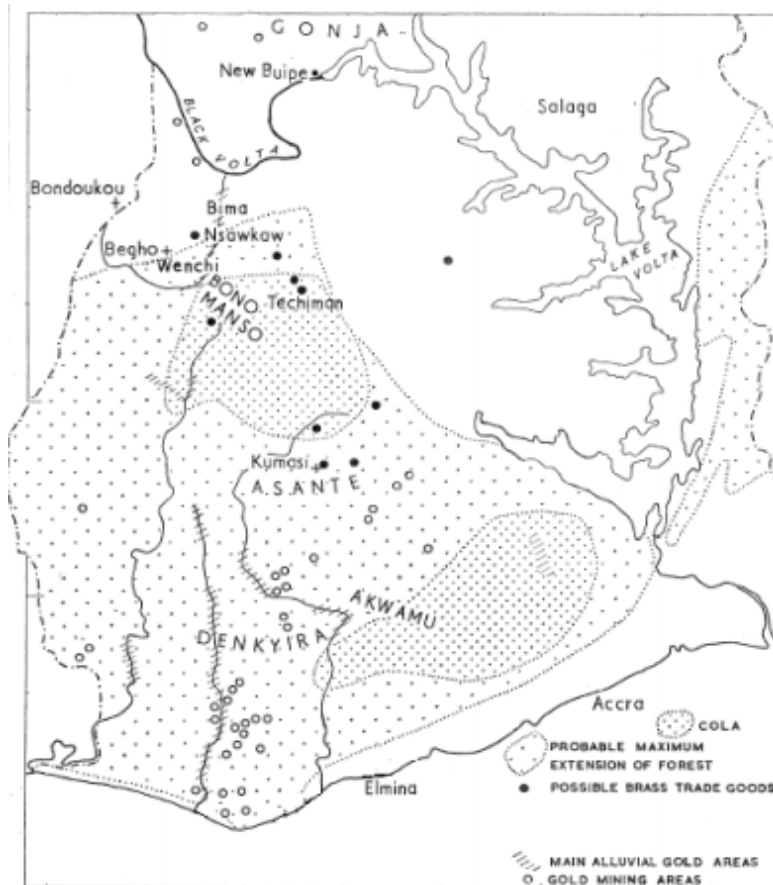 GONJA
New Buipe
BLACK VOLTA
Salaga
Bondoukou
Bima
Nsawkaw
Begho
Wenchi
LAKE VOLTA
BONO MANSO
Techiman
Kumasi
ASANTE
AKWAMU
DENKYIRA
Accra
COLA
PROBABLE MAXIMUM
EXTENSION OF FOREST
Elmina
POSSIBLE BRASS TRADE GOODS
MAIN ALLUVIAL GOLD AREAS
GOLD MINING AREAS